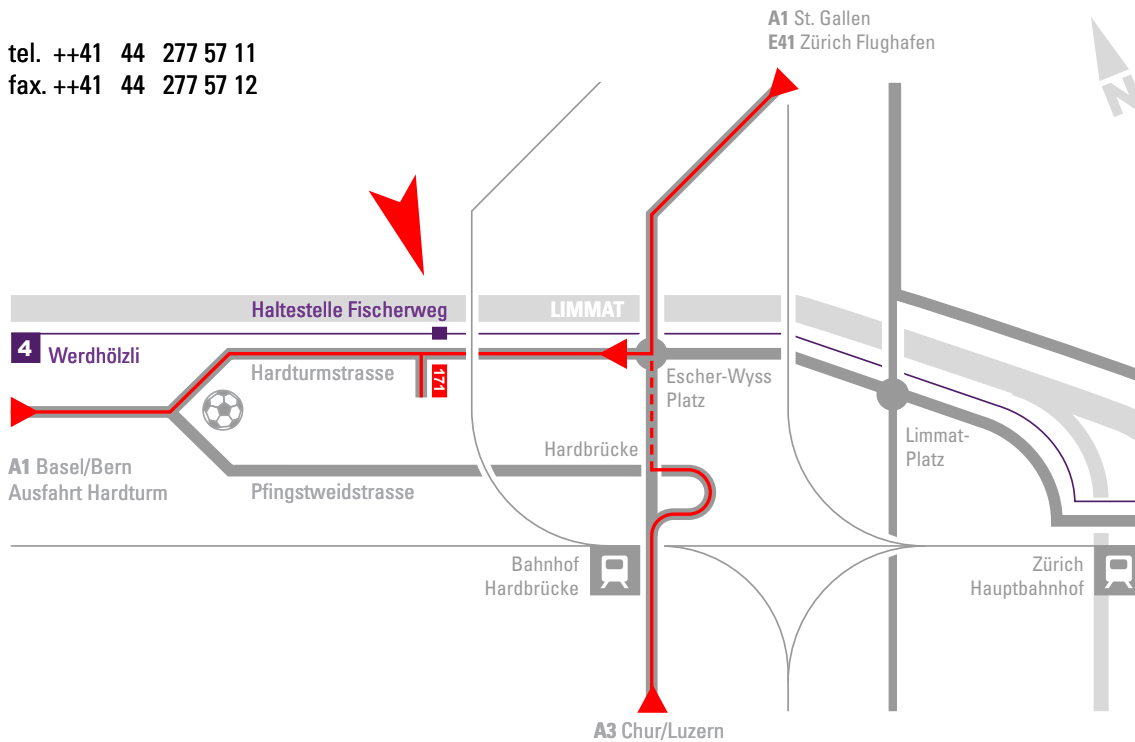 A1 St. Gallen
E41 Zürich Flughafen
tel. ++41 44 277 57 11
fax. ++41 44 277 57 12
N
Haltestelle Fischerweg
LIMMAT
4 Werdhölzli
Hardturmstrasse
171
Escher-Wyss
Platz
Limmat-
Platz
Hardbrücke
A1 Basel/Bern
Ausfahrt Hardturm
Pfingstweidstrasse
Bahnhof
Hardbrücke
Zürich
Hauptbahnhof
A3 Chur/Luzern